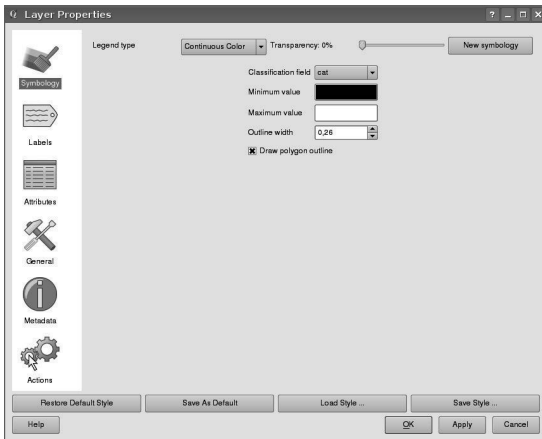 Layer Properties
Legend type
Continuous Color
Transparency: 0%
New symbology
Classification field
cat
Minimum value
Maximum value
Outline width
0,26
Draw polygon outline
Symbology
Labels
Attributes
General
Metadata
Actions
Restore Default Style
Save As Default
Load Style ...
Save Style ...
Help
OK
Apply
Cancel